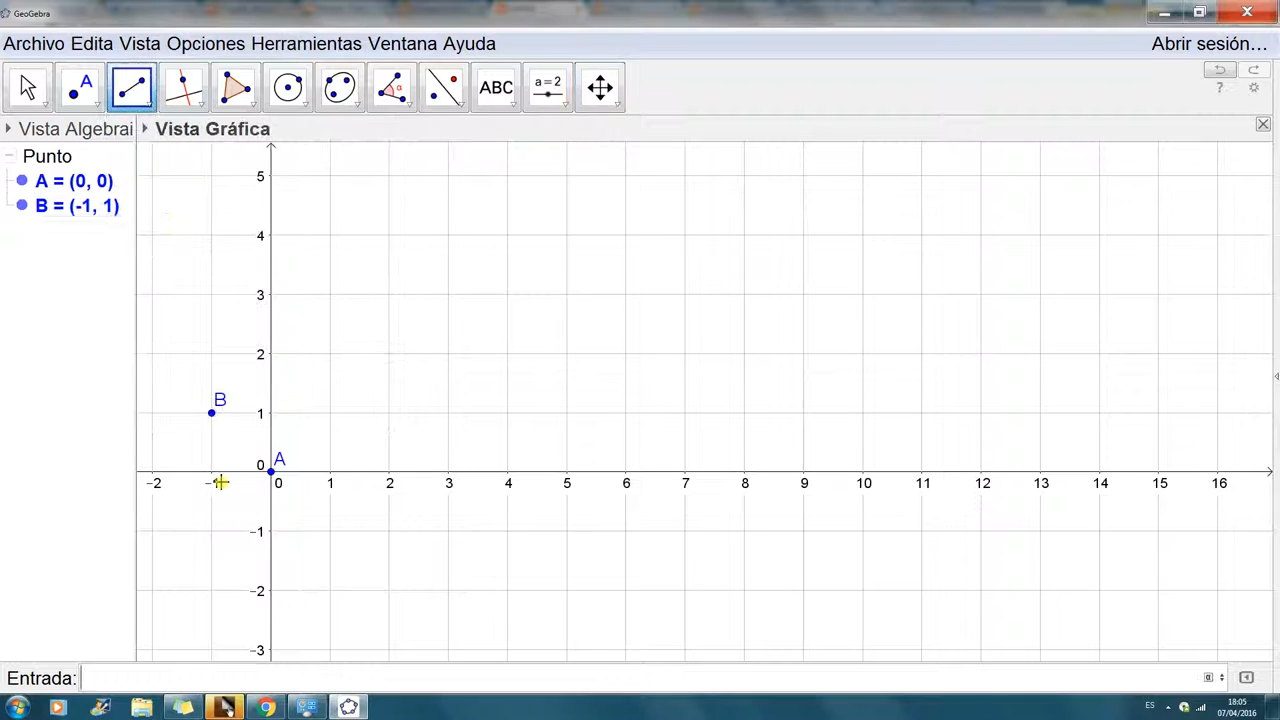 GeoGebra
Archivo Edita Vista Opciones Herramientas Ventana Ayuda
Abrir sesión...
A
α
ABC
a=2
?
Vista Algebrai
Vista Gráfica
Punto
A = (0, 0)
B = (-1, 1)
5
4
3
2
B
1
A
0
-2 0 1 2 3 4 5 6 7 8 9 10 11 12 13 14 15 16
-1
-2
-3
Entrada:
α
ES
18:05
07/04/2016